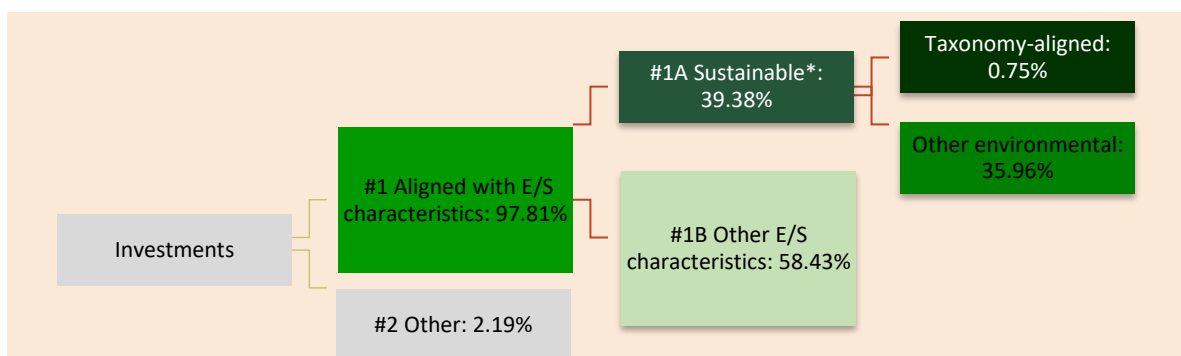 Investments
#1 Aligned with E/S
characteristics: 97.81%
#2 Other: 2.19%
#1A Sustainable*:
39.38%
#1B Other E/S
characteristics: 58.43%
Taxonomy-aligned:
0.75%
Other environmental:
35.96%